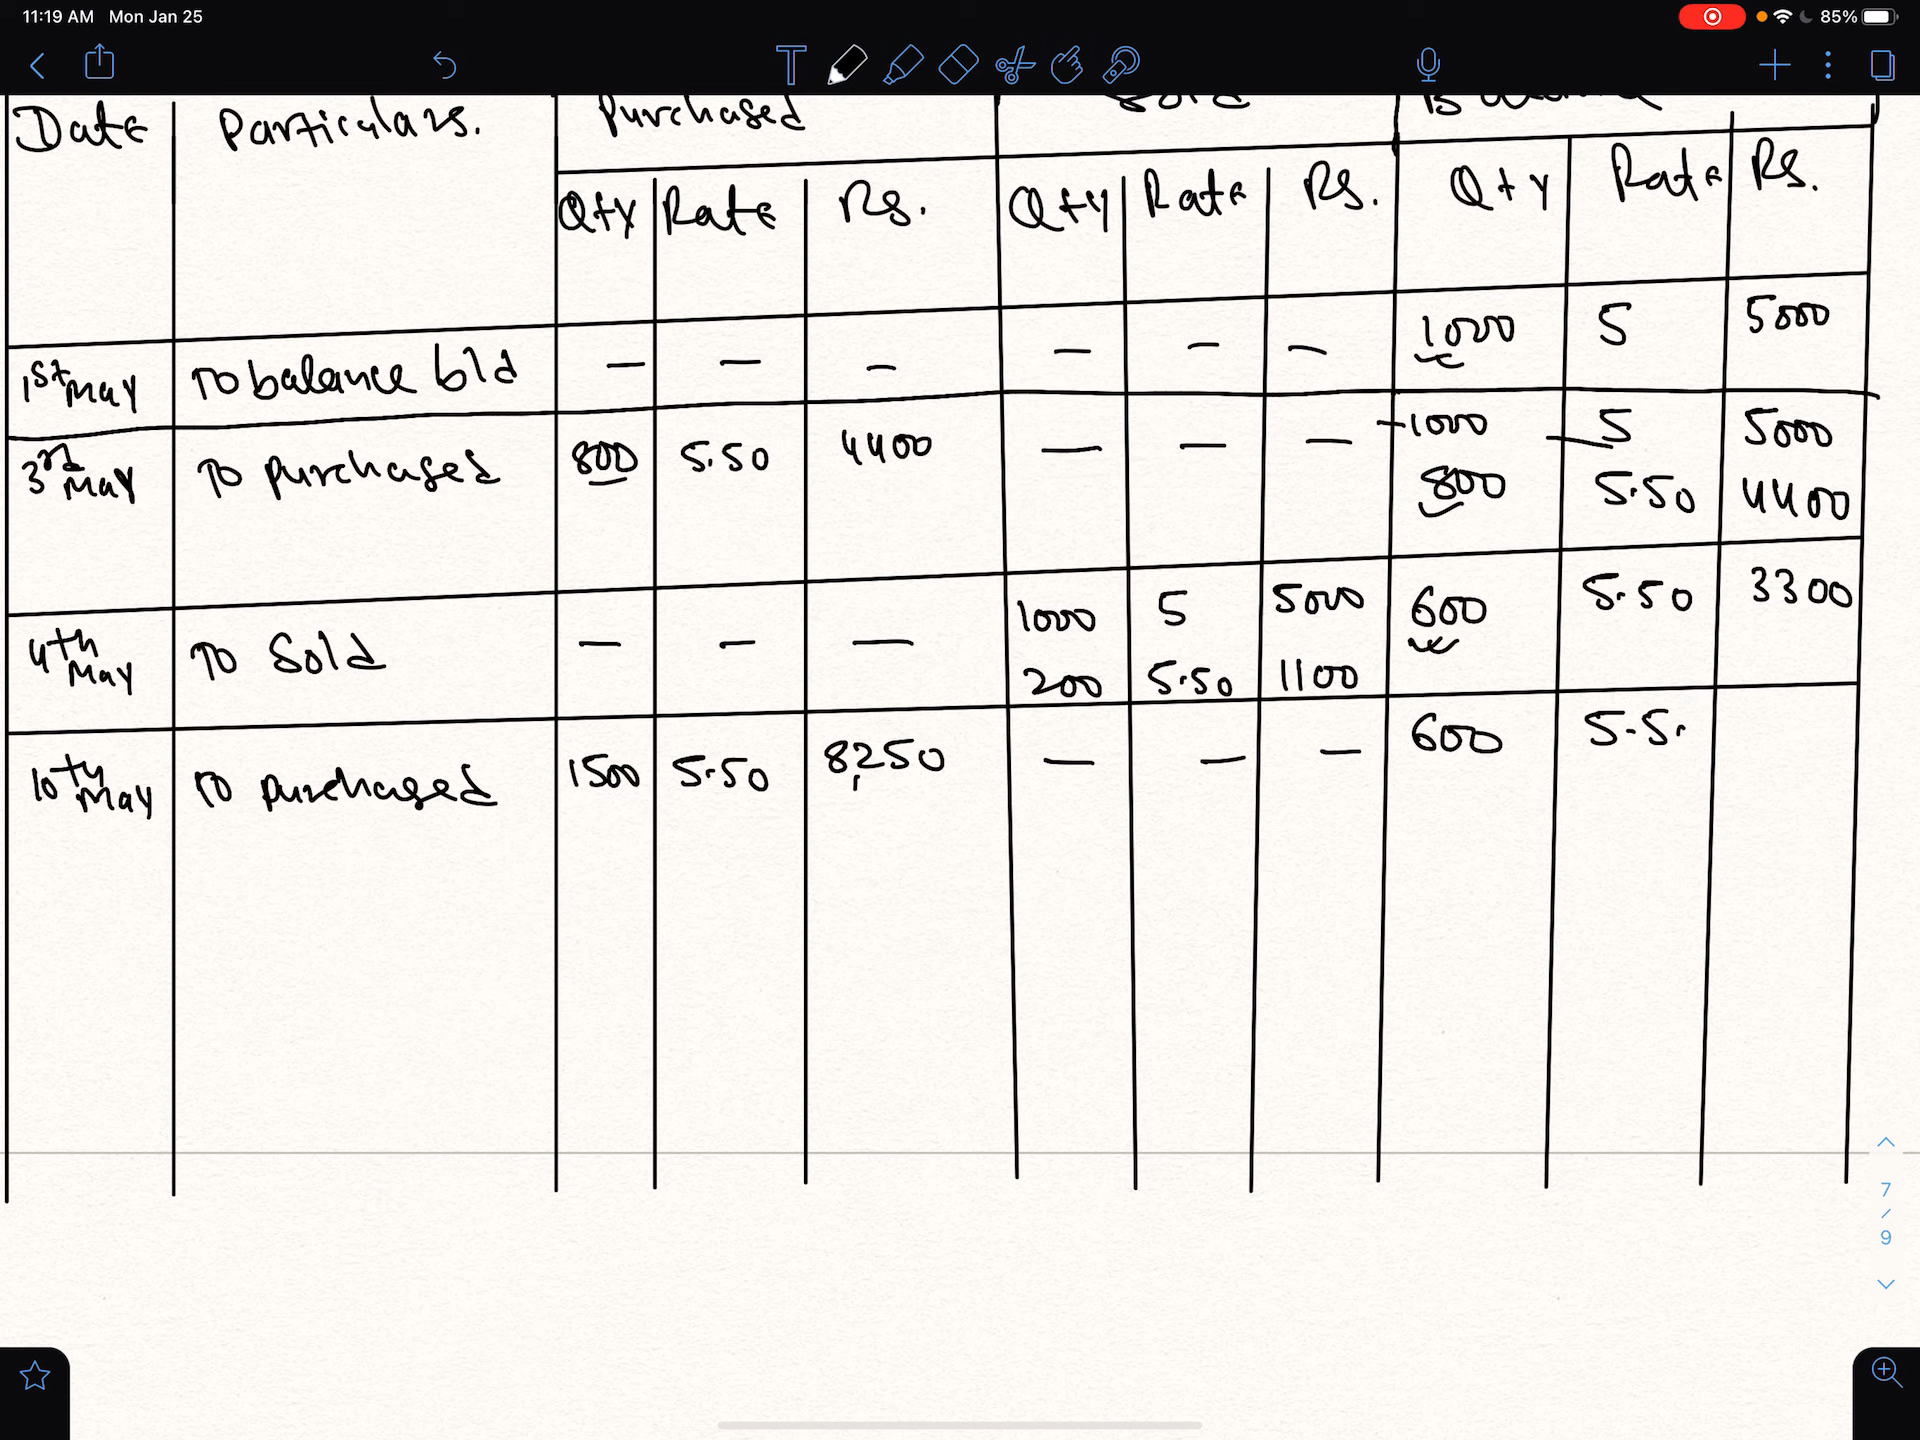 11:19 AM Mon Jan 25 85%
Date Particulars. Purchased
Qty Rate Rs. Qty Rate Rs. Qty Rate Rs.
1st May To balance b/d — — – — – – 1000 5 5000
3rd May To purchased 800 5.50 4400 — — — 1000 5 5000
800 5.50 4400
4th May To Sold — — — 1000 5 5000 600 5.50 3300
200 5.50 1100
10th May To purchased 1500 5.50 8,250 — — — 600 5.5
7
/
9